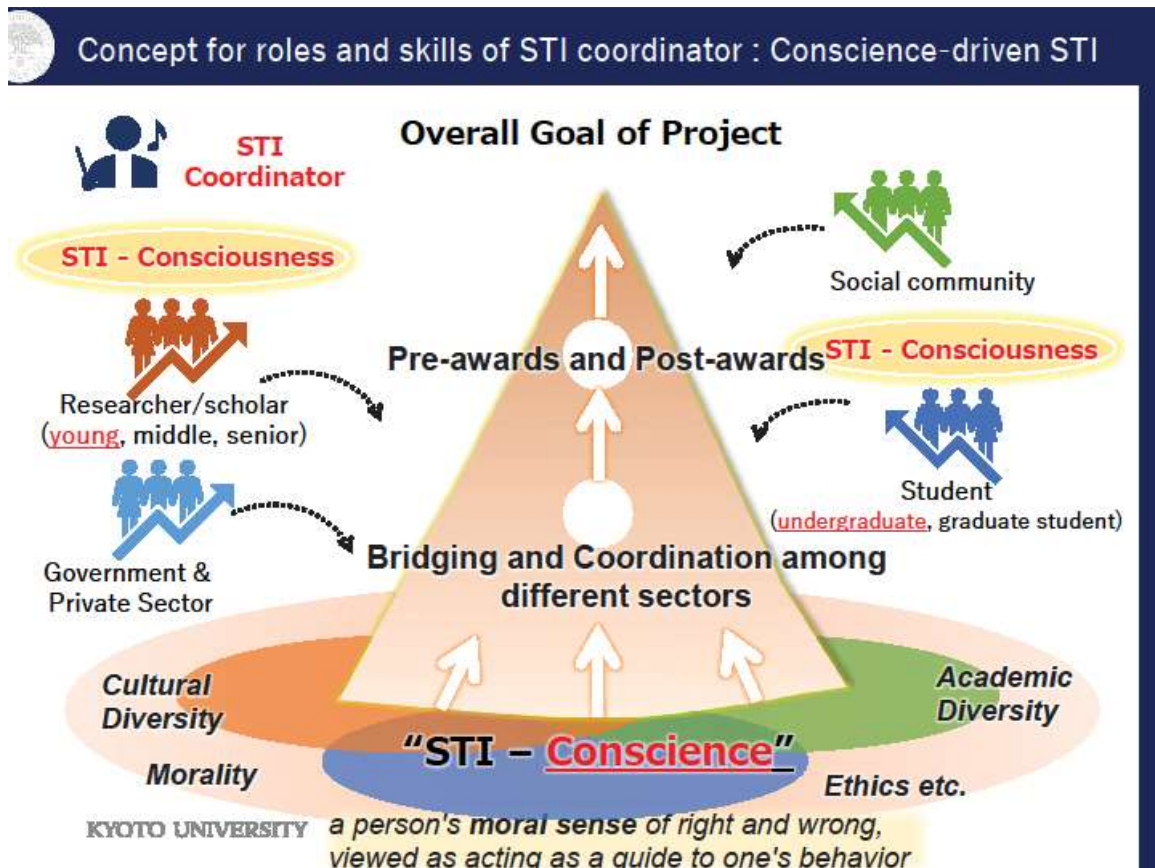 Concept for roles and skills of STI coordinator : Conscience-driven STI
Overall Goal of Project
STI
Coordinator
STI - Consciousness
Researcher/scholar
(young, middle, senior)
Government &
Private Sector
Social community
STI - Consciousness
Student
(undergraduate, graduate student)
Pre-awards and Post-awards
Bridging and Coordination among
different sectors
Cultural
Diversity
Morality
Academic
Diversity
Ethics etc.
“STI – Conscience”
KYOTO UNIVERSITY
a person's moral sense of right and wrong,
viewed as acting as a guide to one's behavior